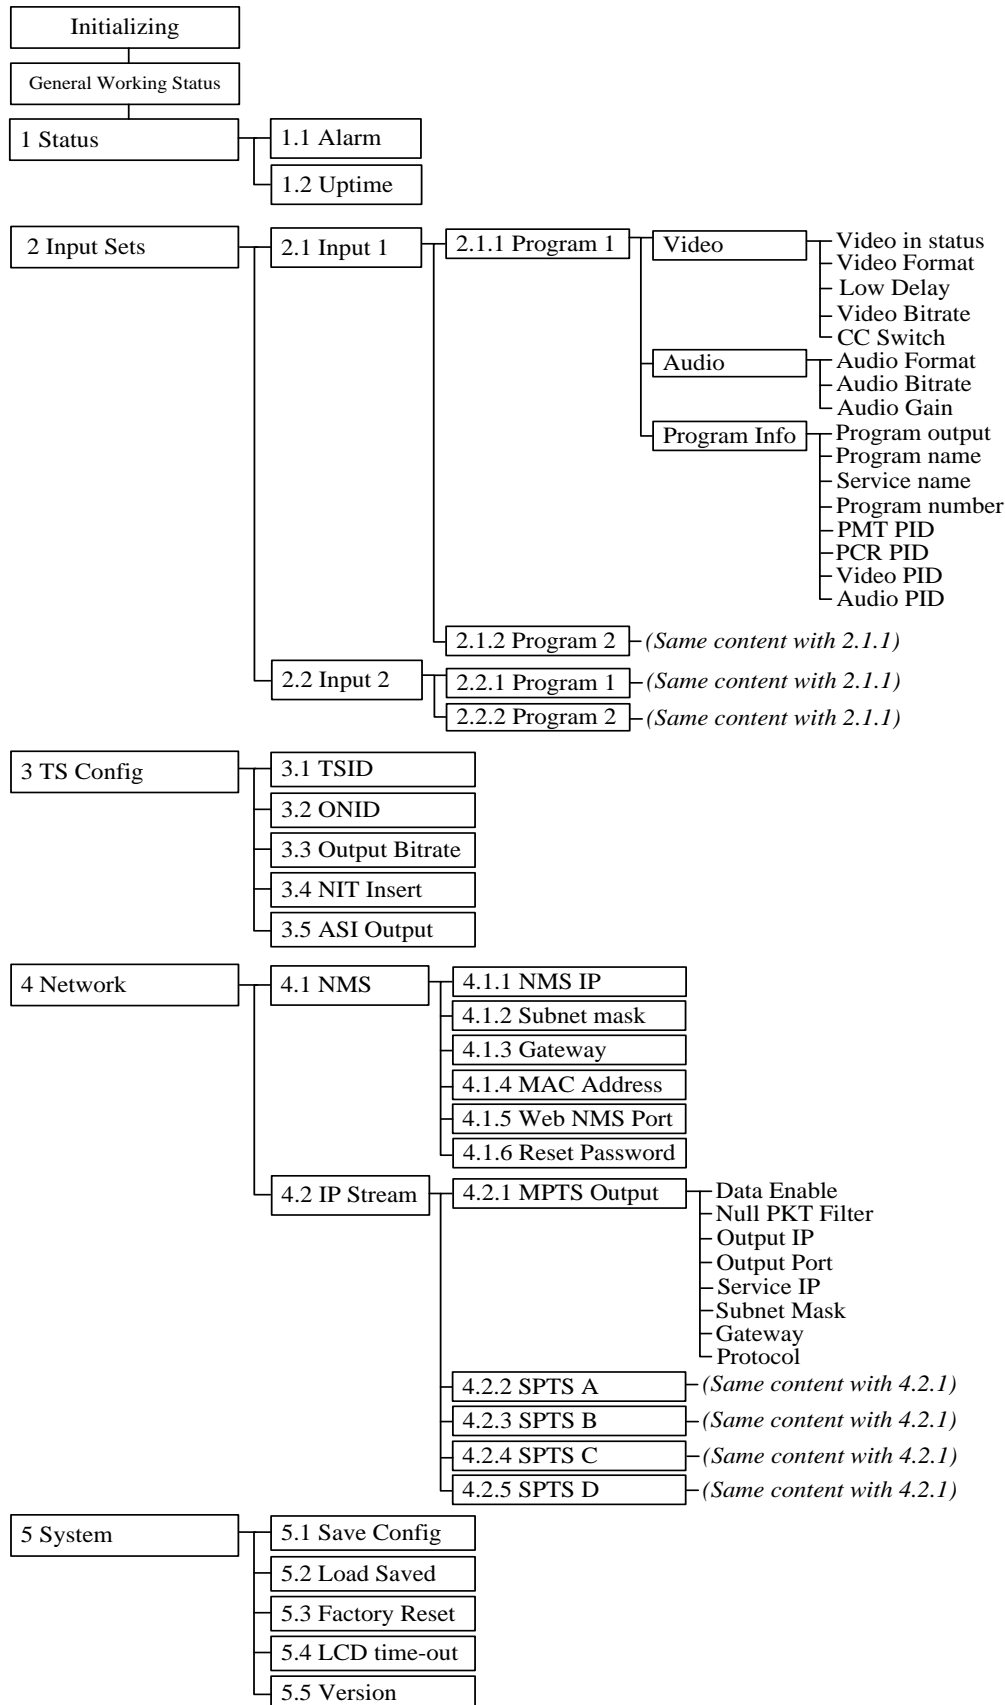 Initializing
General Working Status
1 Status
1.1 Alarm
1.2 Uptime
2 Input Sets
2.1 Input 1
2.1.1 Program 1
Video
Video in status
Video Format
Low Delay
Video Bitrate
CC Switch
Audio
Audio Format
Audio Bitrate
Audio Gain
Program Info
Program output
Program name
Service name
Program number
PMT PID
PCR PID
Video PID
Audio PID
2.1.2 Program 2
(Same content with 2.1.1)
2.2 Input 2
2.2.1 Program 1
(Same content with 2.1.1)
2.2.2 Program 2
(Same content with 2.1.1)
3 TS Config
3.1 TSID
3.2 ONID
3.3 Output Bitrate
3.4 NIT Insert
3.5 ASI Output
4 Network
4.1 NMS
4.1.1 NMS IP
4.1.2 Subnet mask
4.1.3 Gateway
4.1.4 MAC Address
4.1.5 Web NMS Port
4.1.6 Reset Password
4.2 IP Stream
4.2.1 MPTS Output
Data Enable
Null PKT Filter
Output IP
Output Port
Service IP
Subnet Mask
Gateway
Protocol
4.2.2 SPTS A
(Same content with 4.2.1)
4.2.3 SPTS B
(Same content with 4.2.1)
4.2.4 SPTS C
(Same content with 4.2.1)
4.2.5 SPTS D
(Same content with 4.2.1)
5 System
5.1 Save Config
5.2 Load Saved
5.3 Factory Reset
5.4 LCD time-out
5.5 Version